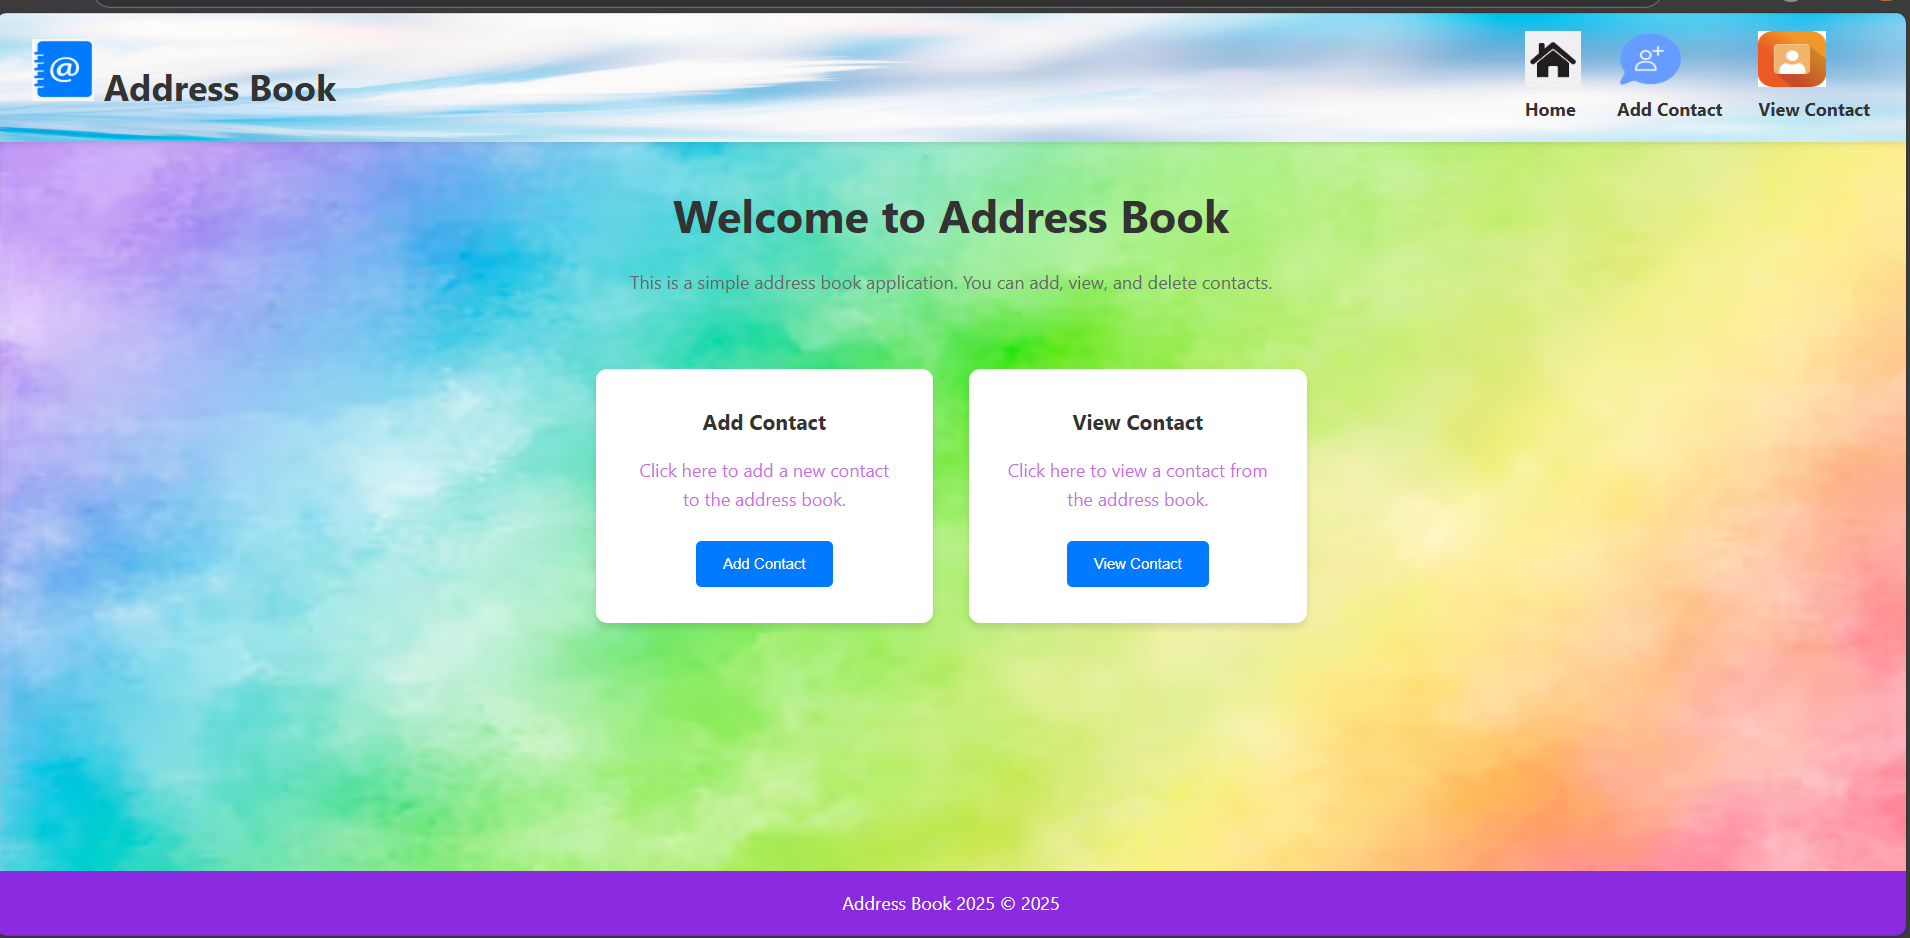 @
Address Book
Home
Add Contact
View Contact
Welcome to Address Book
This is a simple address book application. You can add, view, and delete contacts.
Add Contact
Click here to add a new contact
to the address book.
Add Contact
View Contact
Click here to view a contact from
the address book.
View Contact
Address Book 2025 © 2025